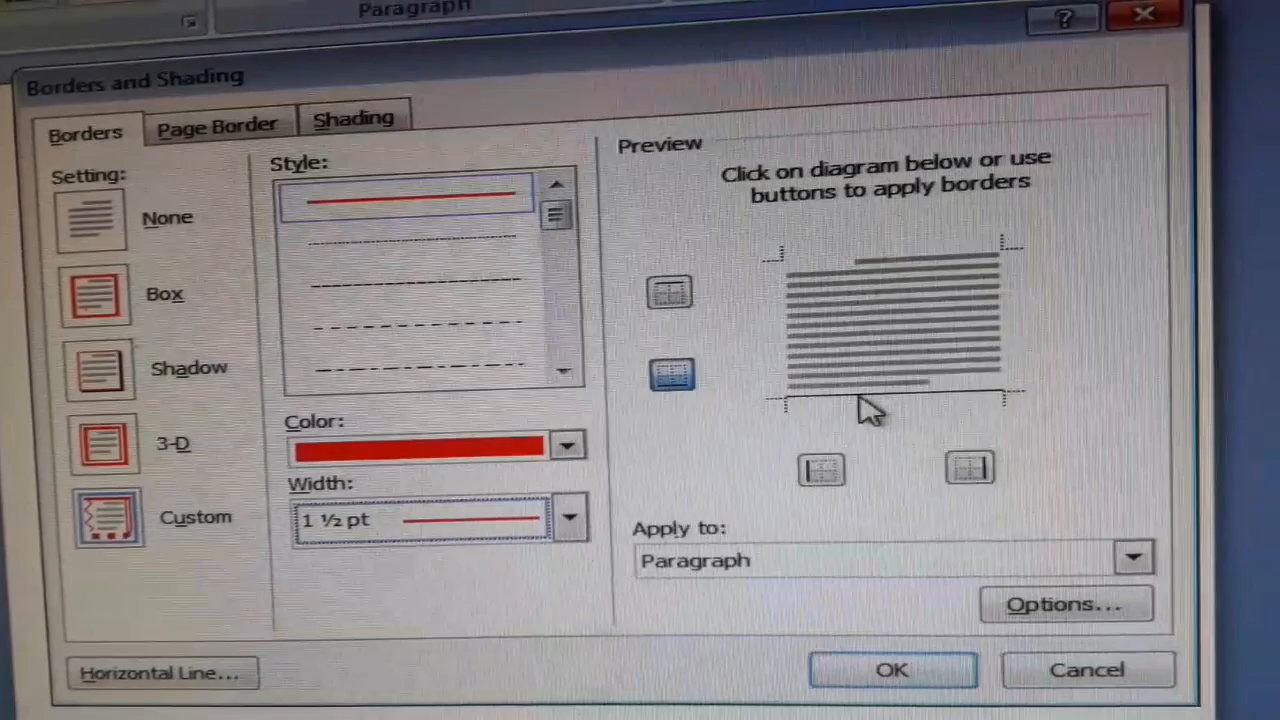 Paragraph
Borders and Shading
Borders
Page Border
Shading
Setting:
None
Box
Shadow
3-D
Custom
Style:
Color:
Width:
1 ½ pt
Preview
Click on diagram below or use
buttons to apply borders
Apply to:
Paragraph
Options...
Horizontal Line...
OK
Cancel